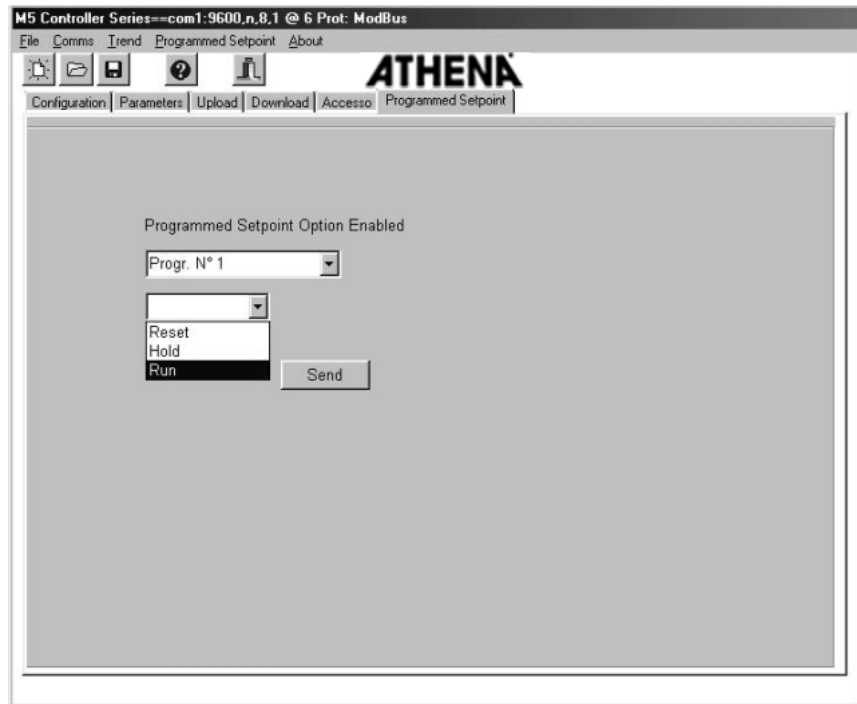 M5 Controller Series==com1:9600,n,8,1 @ 6 Prot: ModBus
File Comms Trend Programmed Setpoint About
ATHENA
Configuration Parameters Upload Download Accesso Programmed Setpoint
Programmed Setpoint Option Enabled
Progr. N° 1
Reset
Hold
Run
Send